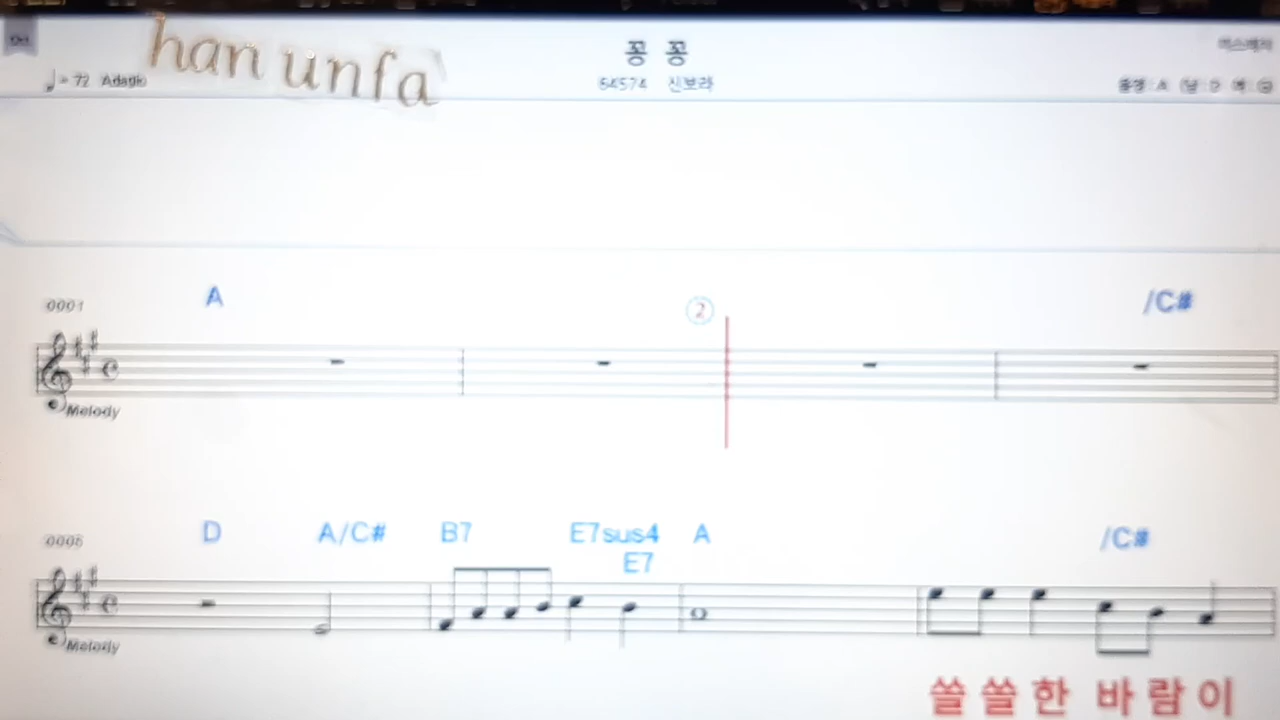 han unfa
꽁 꽁
♩= 72 Adagio
64574 신보라
0001 A ② /C#
Melody
0005 D A/C# B7 E7sus4 A /C#
E7
Melody
쓸 쓸 한 바 람 이